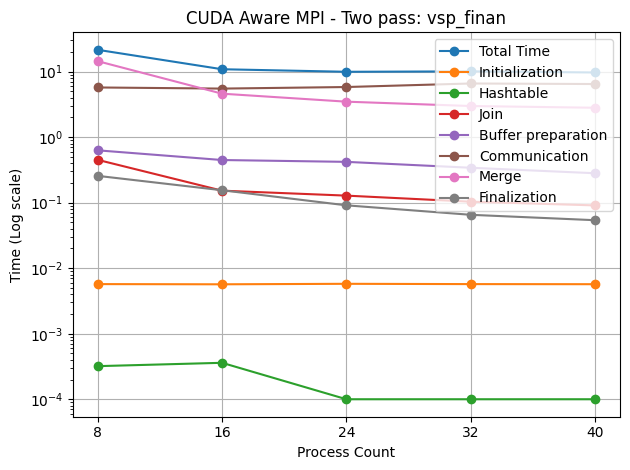 CUDA Aware MPI - Two pass: vsp_finan
Total Time
Initialization
Hashtable
Join
Buffer preparation
Communication
Merge
Finalization
Time (Log scale)
10¹
10⁰
10⁻¹
10⁻²
10⁻³
10⁻⁴
8 16 24 32 40
Process Count